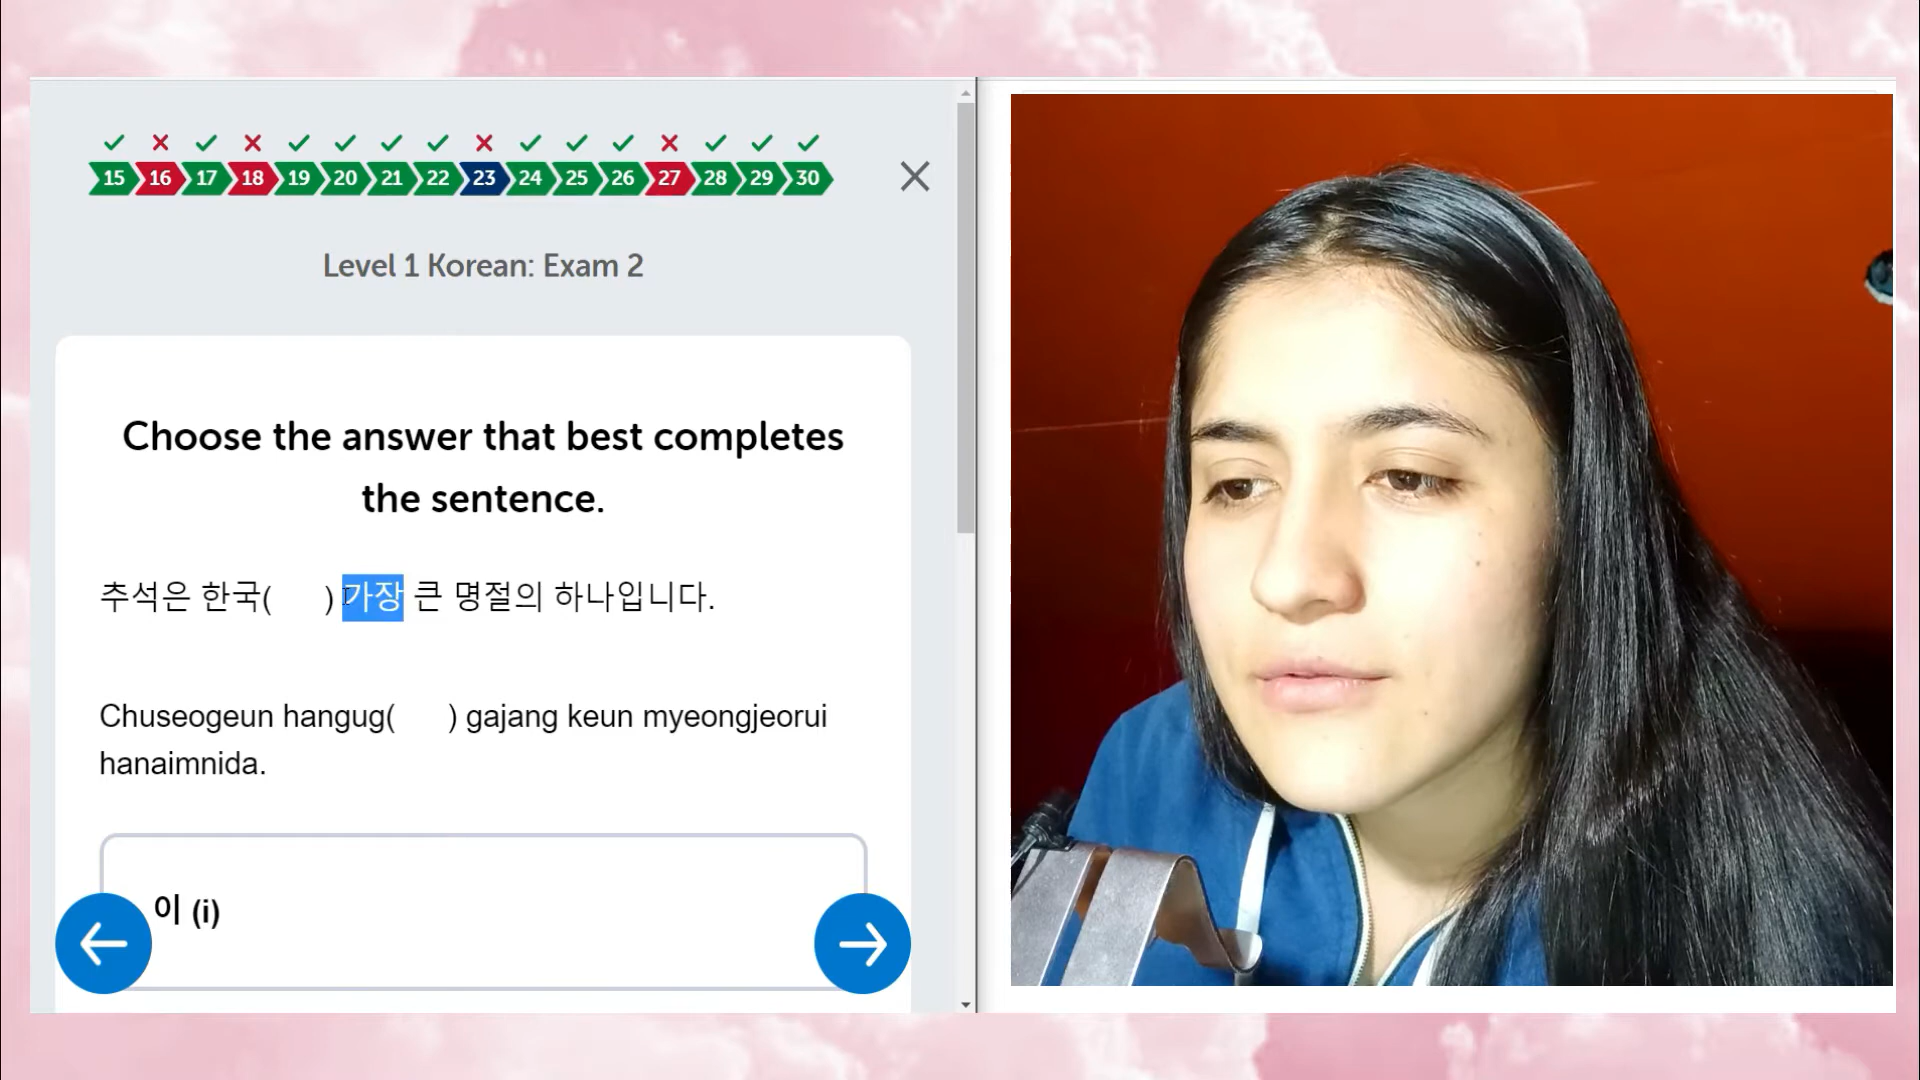 15 16 17 18 19 20 21 22 23 24 25 26 27 28 29 30
Level 1 Korean: Exam 2
Choose the answer that best completes
the sentence.
추석은 한국(      ) 가장 큰 명절의 하나입니다.
Chuseogeun hangug(      ) gajang keun myeongjeorui
hanaimnida.
이 (i)